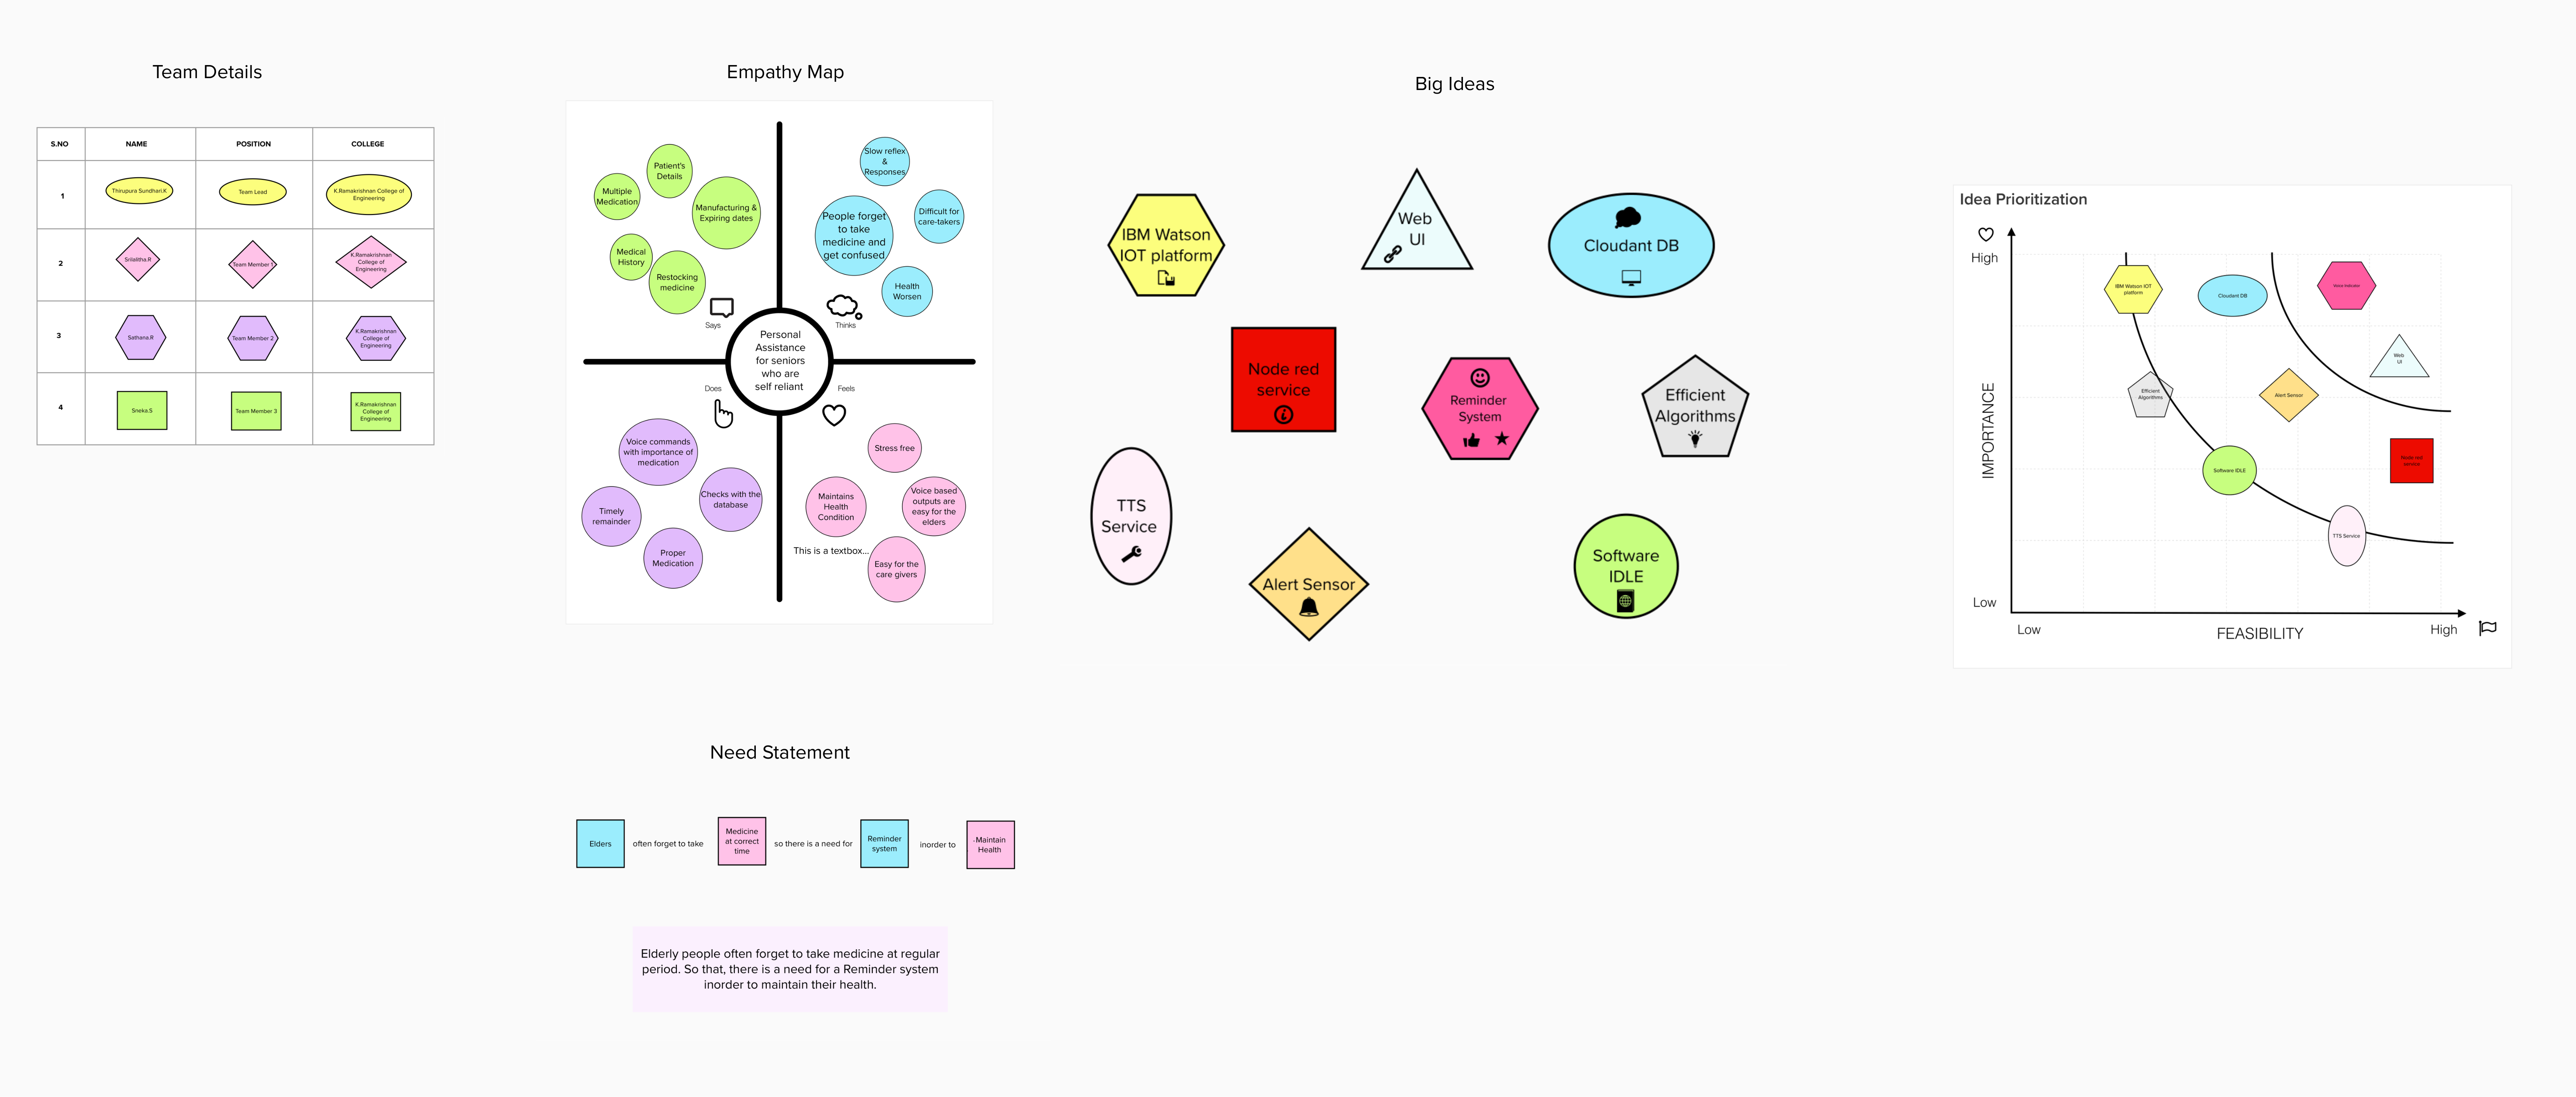 Team Details
S.NO
NAME
POSITION
COLLEGE
1
Thirupura Sundhari.K
Team Lead
K.Ramakrishnan College of
Engineering
2
Srilalitha.R
Team Member 1
K.Ramakrishnan
College of
Engineering
3
Sathana.R
Team Member 2
K.Ramakrishnan
College of
Engineering
4
Sneka.S
Team Member 3
K.Ramakrishnan
College of
Engineering
Empathy Map
Patient's
Details
Multiple
Medication
Manufacturing &
Expiring dates
Medical
History
Restocking
medicine
Says
Slow reflex
&
Responses
People forget
to take
medicine and
get confused
Difficult for
care-takers
Health
Worsen
Thinks
Personal
Assistance
for seniors
who are
self reliant
Does
Voice commands
with importance of
medication
Checks with the
database
Timely
remainder
Proper
Medication
Feels
Stress free
Maintains
Health
Condition
Voice based
outputs are
easy for the
elders
This is a textbox...
Easy for the
care givers
Need Statement
Elders
often forget to take
Medicine
at correct
time
so there is a need for
Reminder
system
inorder to
.Maintain
Health
Elderly people often forget to take medicine at regular
period. So that, there is a need for a Reminder system
inorder to maintain their health.
Big Ideas
IBM Watson
IOT platform
Web
UI
Cloudant DB
Node red
service
Reminder
System
Efficient
Algorithms
TTS
Service
Alert Sensor
Software
IDLE
Idea Prioritization
High
IMPORTANCE
Low
IBM Watson IOT
platform
Cloudant DB
Voice Indicator
Web
UI
Efficient
Algorithms
Alert Sensor
Software IDLE
Node red
service
TTS Service
Low
FEASIBILITY
High